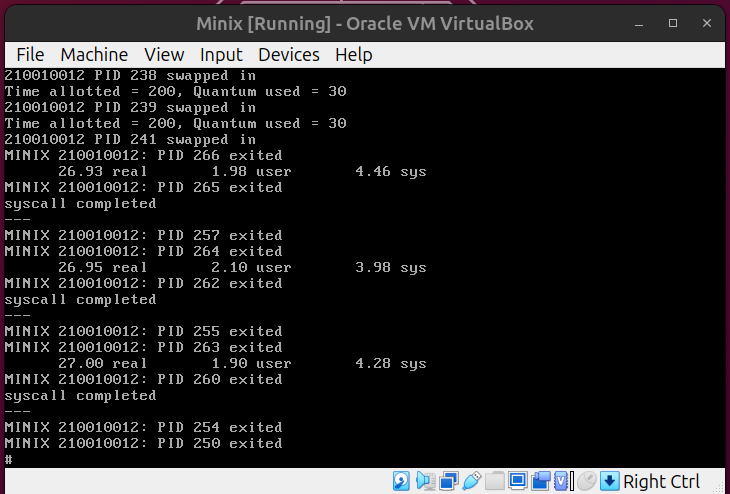 Minix [Running] - Oracle VM VirtualBox
File Machine View Input Devices Help
210010012 PID 238 swapped in
Time allotted = 200, Quantum used = 30
210010012 PID 239 swapped in
Time allotted = 200, Quantum used = 30
210010012 PID 241 swapped in
MINIX 210010012: PID 266 exited
26.93 real 1.98 user 4.46 sys
MINIX 210010012: PID 265 exited
syscall completed
---
MINIX 210010012: PID 257 exited
MINIX 210010012: PID 264 exited
26.95 real 2.10 user 3.98 sys
MINIX 210010012: PID 262 exited
syscall completed
---
MINIX 210010012: PID 255 exited
MINIX 210010012: PID 263 exited
27.00 real 1.90 user 4.28 sys
MINIX 210010012: PID 260 exited
syscall completed
---
MINIX 210010012: PID 254 exited
MINIX 210010012: PID 250 exited
#
Right Ctrl